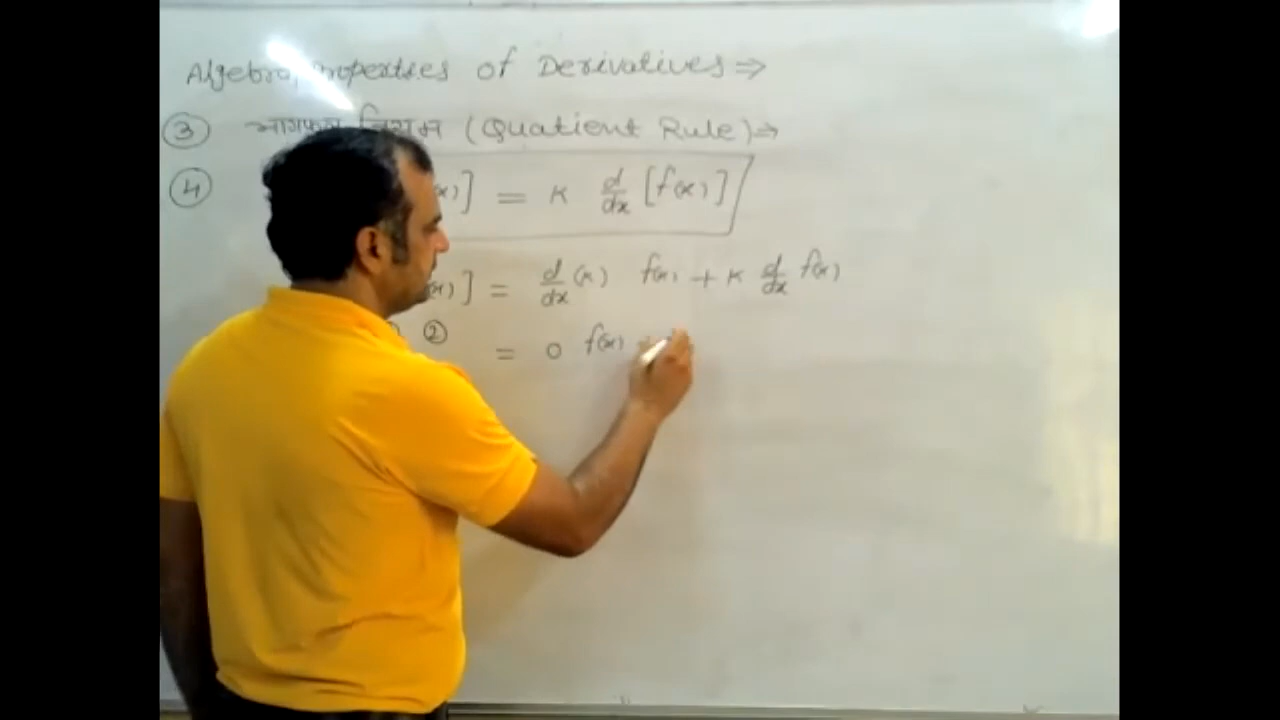 Algebra Properties of Derivatives ⇒
③ भागफल नियम (Quatient Rule) ⇒
④ (x)] = K d/dx [f(x)]
(x)] = d/dx (K) f(x) + K d/dx f(x)
②
= 0 f(x) +